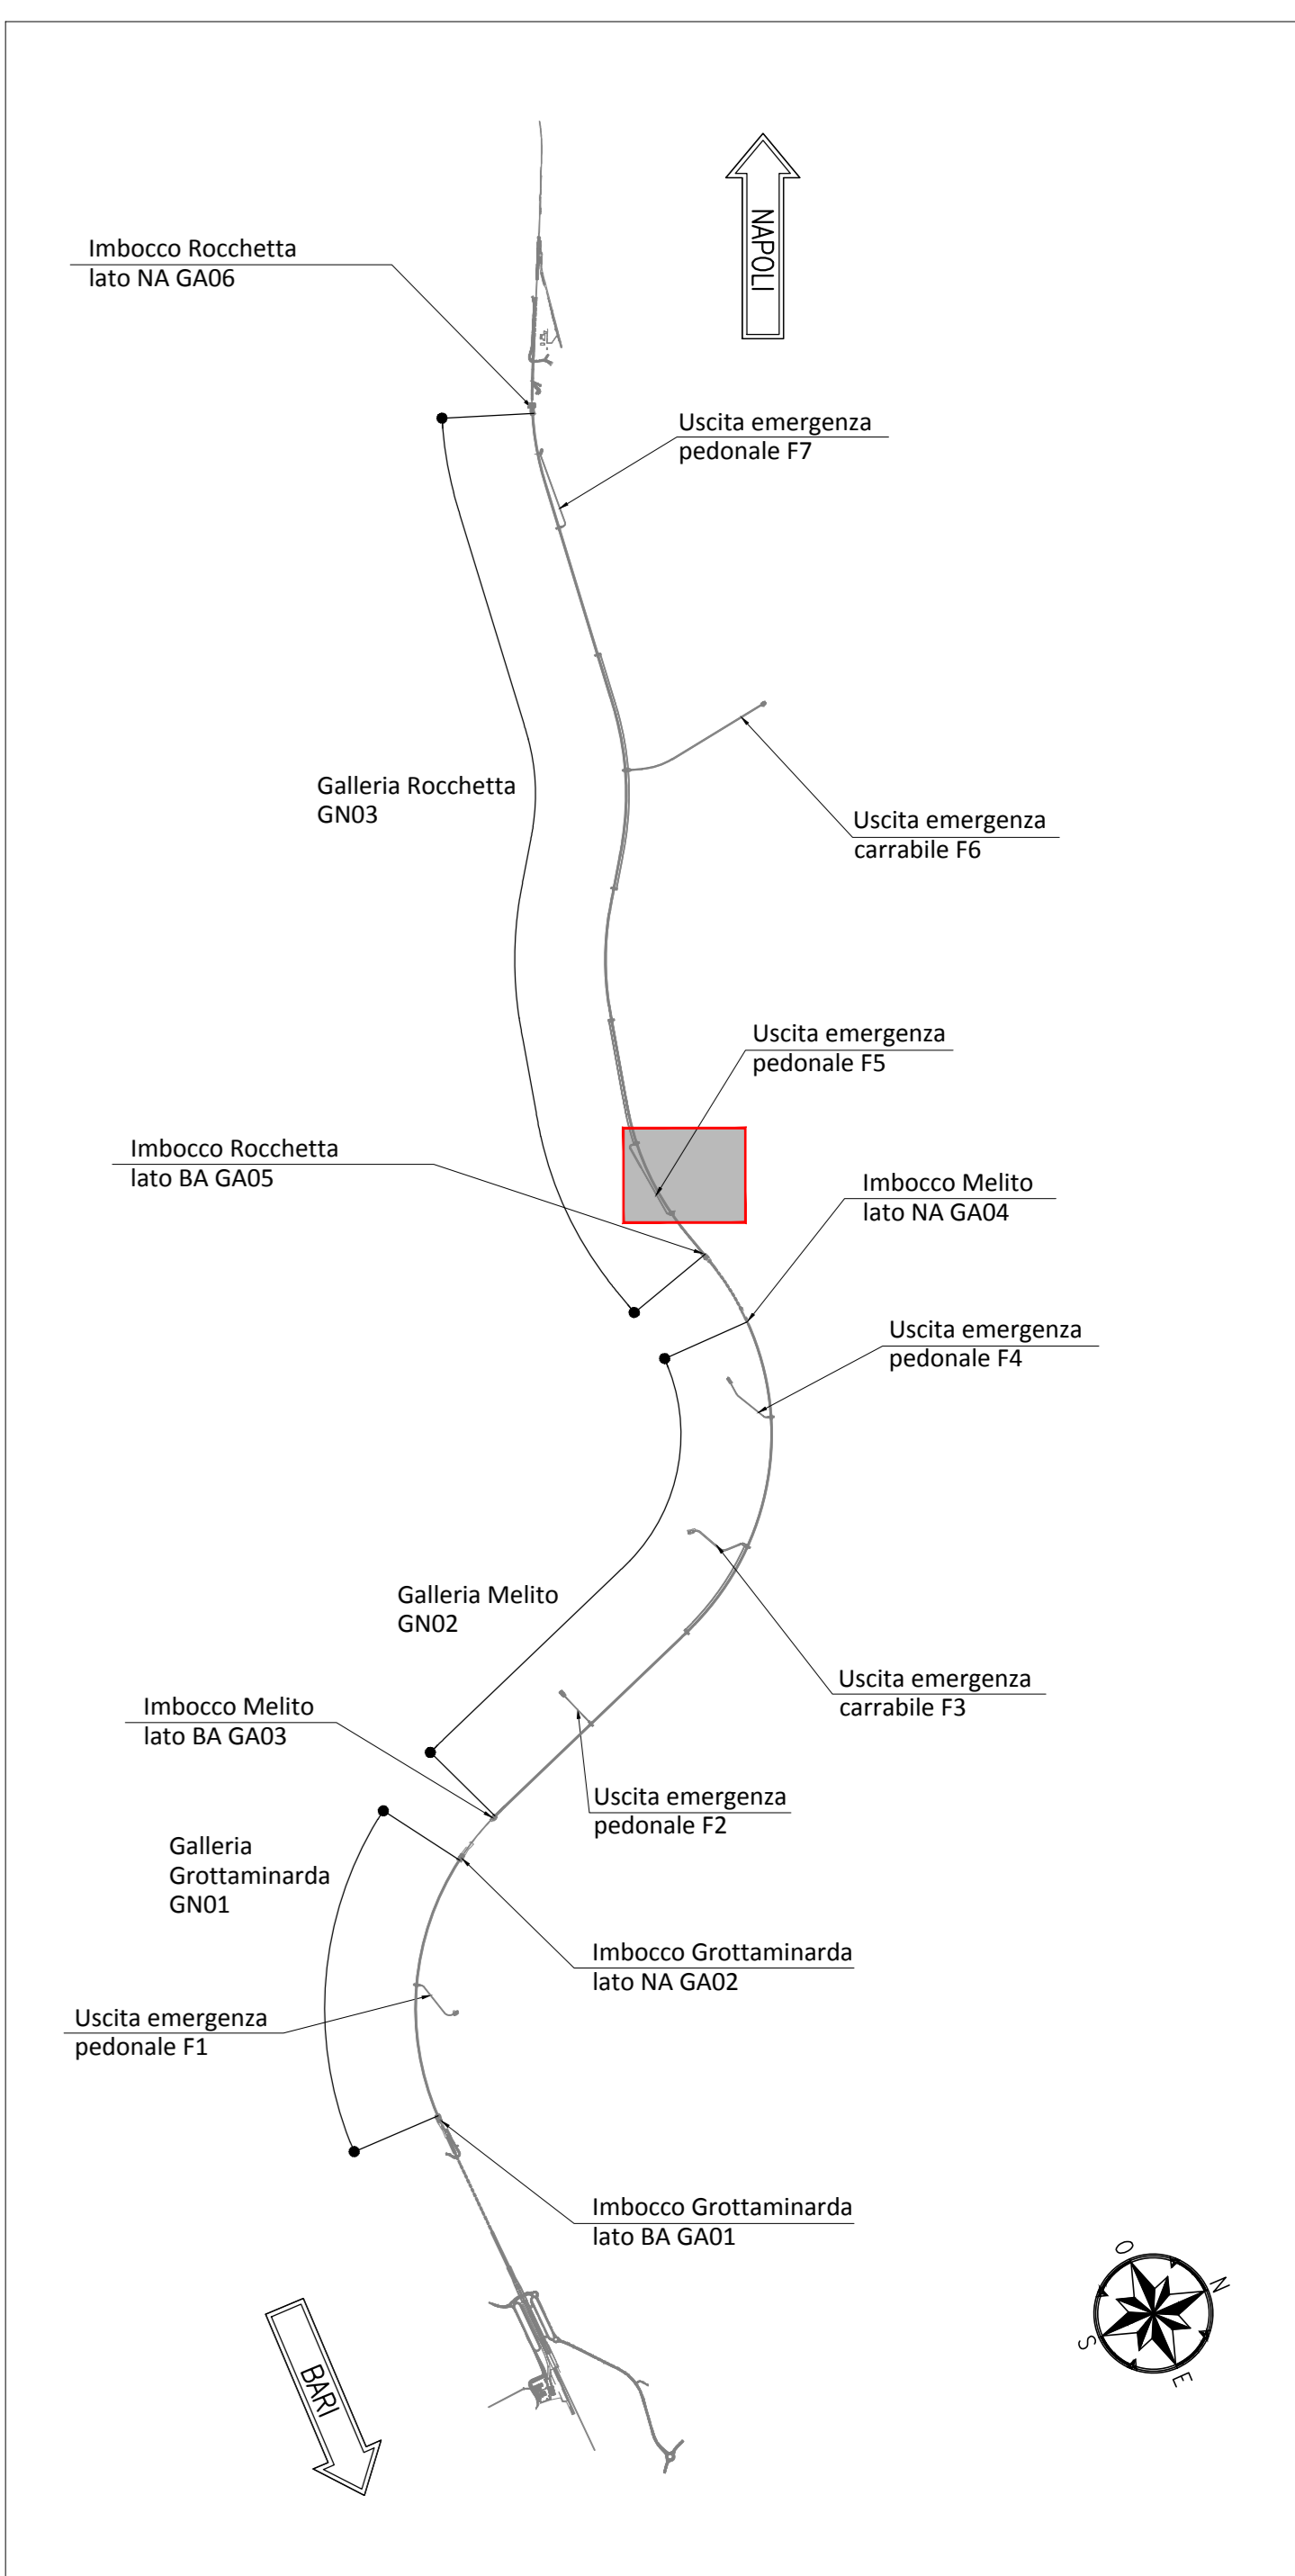 NAPOLI
Imbocco Rocchetta
lato NA GA06
Uscita emergenza
pedonale F7
Galleria Rocchetta
GN03
Uscita emergenza
carrabile F6
Uscita emergenza
pedonale F5
Imbocco Rocchetta
lato BA GA05
Imbocco Melito
lato NA GA04
Uscita emergenza
pedonale F4
Galleria Melito
GN02
Uscita emergenza
carrabile F3
Imbocco Melito
lato BA GA03
Uscita emergenza
pedonale F2
Galleria
Grottaminarda
GN01
Imbocco Grottaminarda
lato NA GA02
Uscita emergenza
pedonale F1
Imbocco Grottaminarda
lato BA GA01
O
N
S
E
BARI